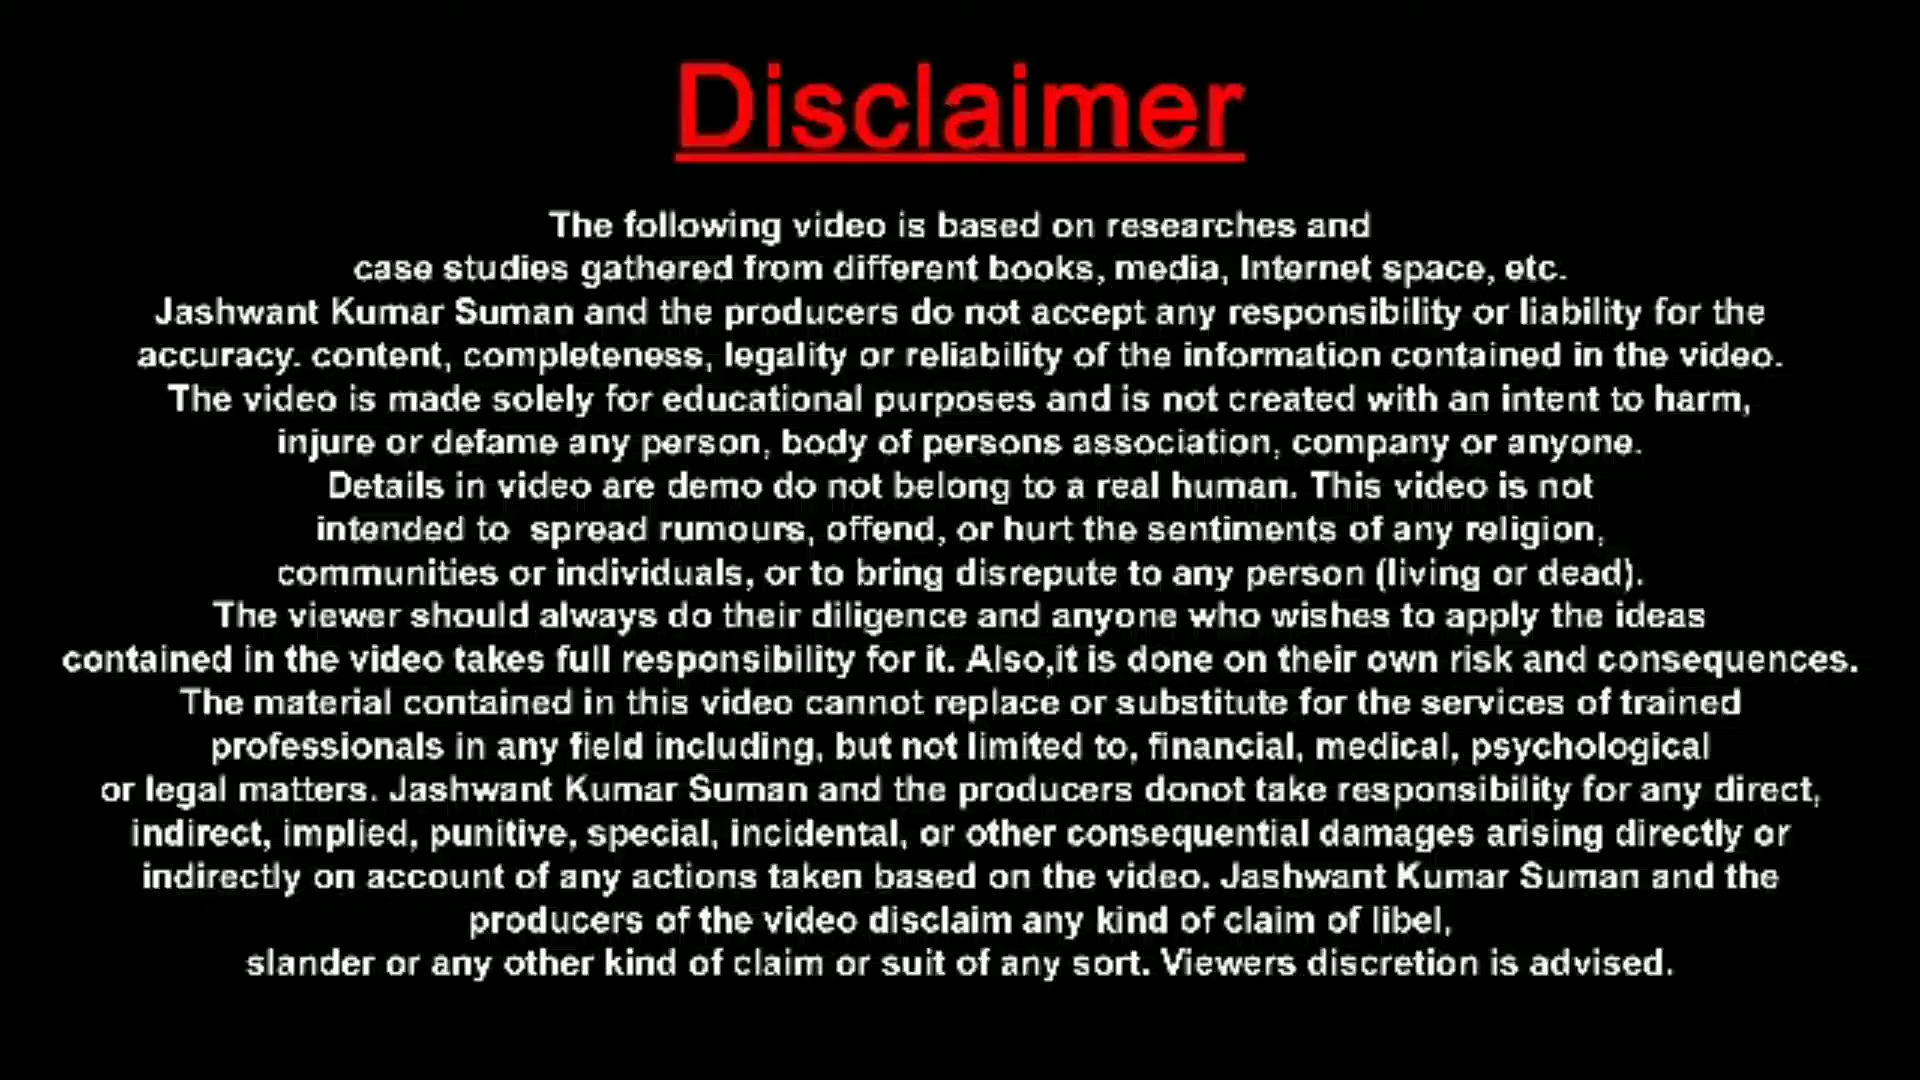 Disclaimer
The following video is based on researches and
case studies gathered from different books, media, Internet space, etc.
Jashwant Kumar Suman and the producers do not accept any responsibility or liability for the
accuracy. content, completeness, legality or reliability of the information contained in the video.
The video is made solely for educational purposes and is not created with an intent to harm,
injure or defame any person, body of persons association, company or anyone.
Details in video are demo do not belong to a real human. This video is not
intended to  spread rumours, offend, or hurt the sentiments of any religion,
communities or individuals, or to bring disrepute to any person (living or dead).
The viewer should always do their diligence and anyone who wishes to apply the ideas
contained in the video takes full responsibility for it. Also,it is done on their own risk and consequences.
The material contained in this video cannot replace or substitute for the services of trained
professionals in any field including, but not limited to, financial, medical, psychological
or legal matters. Jashwant Kumar Suman and the producers donot take responsibility for any direct,
indirect, implied, punitive, special, incidental, or other consequential damages arising directly or
indirectly on account of any actions taken based on the video. Jashwant Kumar Suman and the
producers of the video disclaim any kind of claim of libel,
slander or any other kind of claim or suit of any sort. Viewers discretion is advised.